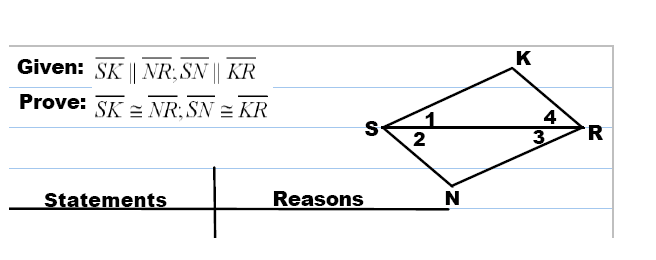 Given: SK || NR; SN || KR
Prove: SK ≅ NR; SN ≅ KR
K
S 1 4 R
2 3
N
Statements Reasons